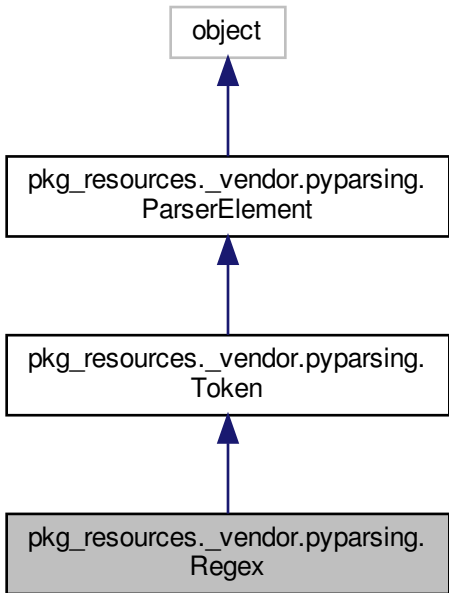 object
pkg_resources._vendor.pyparsing.
ParserElement
pkg_resources._vendor.pyparsing.
Token
pkg_resources._vendor.pyparsing.
Regex